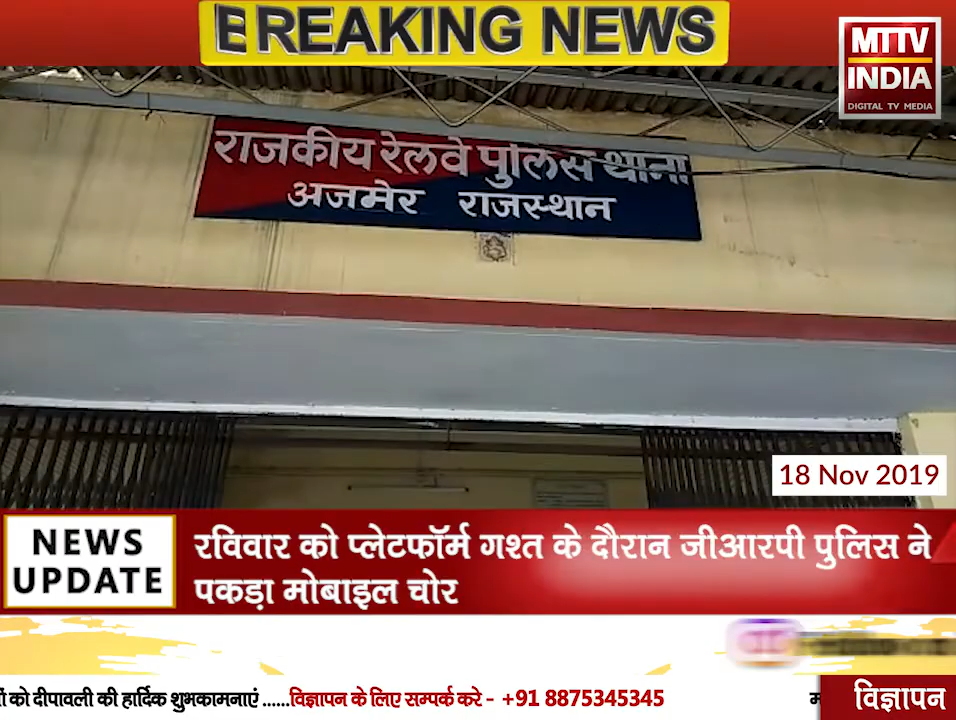 BREAKING NEWS
MTTV
INDIA
DIGITAL TV MEDIA
राजकीय रेलवे पुलिस थाना
अजमेर राजस्थान
18 Nov 2019
NEWS
UPDATE
रविवार को प्लेटफॉर्म गश्त के दौरान जीआरपी पुलिस ने
पकड़ा मोबाइल चोर
को दीपावली की हार्दिक शुभकामनाएं ......विज्ञापन के लिए सम्पर्क करे - +91 8875345345
विज्ञापन